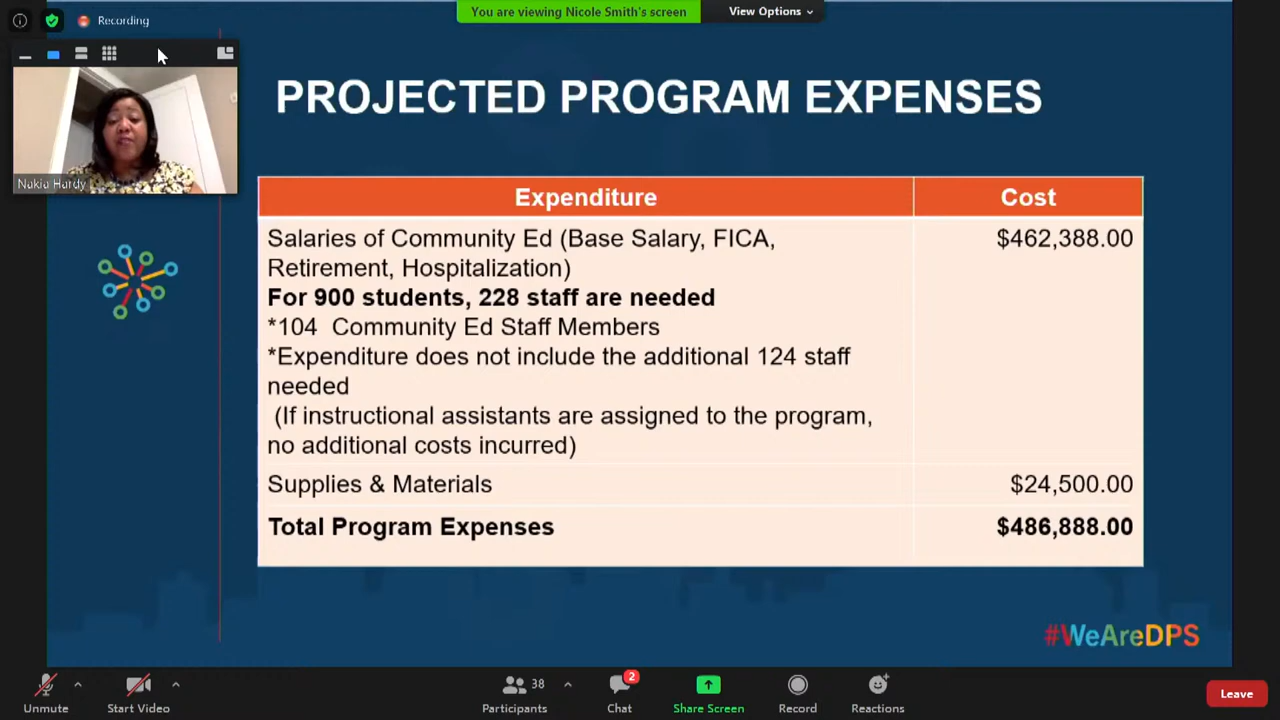 Recording
You are viewing Nicole Smith's screen
View Options
Nakia Hardy
PROJECTED PROGRAM EXPENSES
Expenditure Cost
Salaries of Community Ed (Base Salary, FICA, $462,388.00
Retirement, Hospitalization)
For 900 students, 228 staff are needed
*104 Community Ed Staff Members
*Expenditure does not include the additional 124 staff
needed
(If instructional assistants are assigned to the program,
no additional costs incurred)
Supplies & Materials $24,500.00
Total Program Expenses $486,888.00
#WeAreDPS
Unmute
Start Video
38
Participants
2
Chat
Share Screen
Record
Reactions
Leave